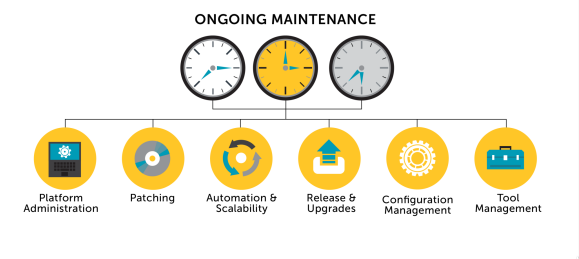 ONGOING MAINTENANCE
Platform
Administration
Patching
Automation &
Scalability
Release &
Upgrades
Configuration
Management
Tool
Management